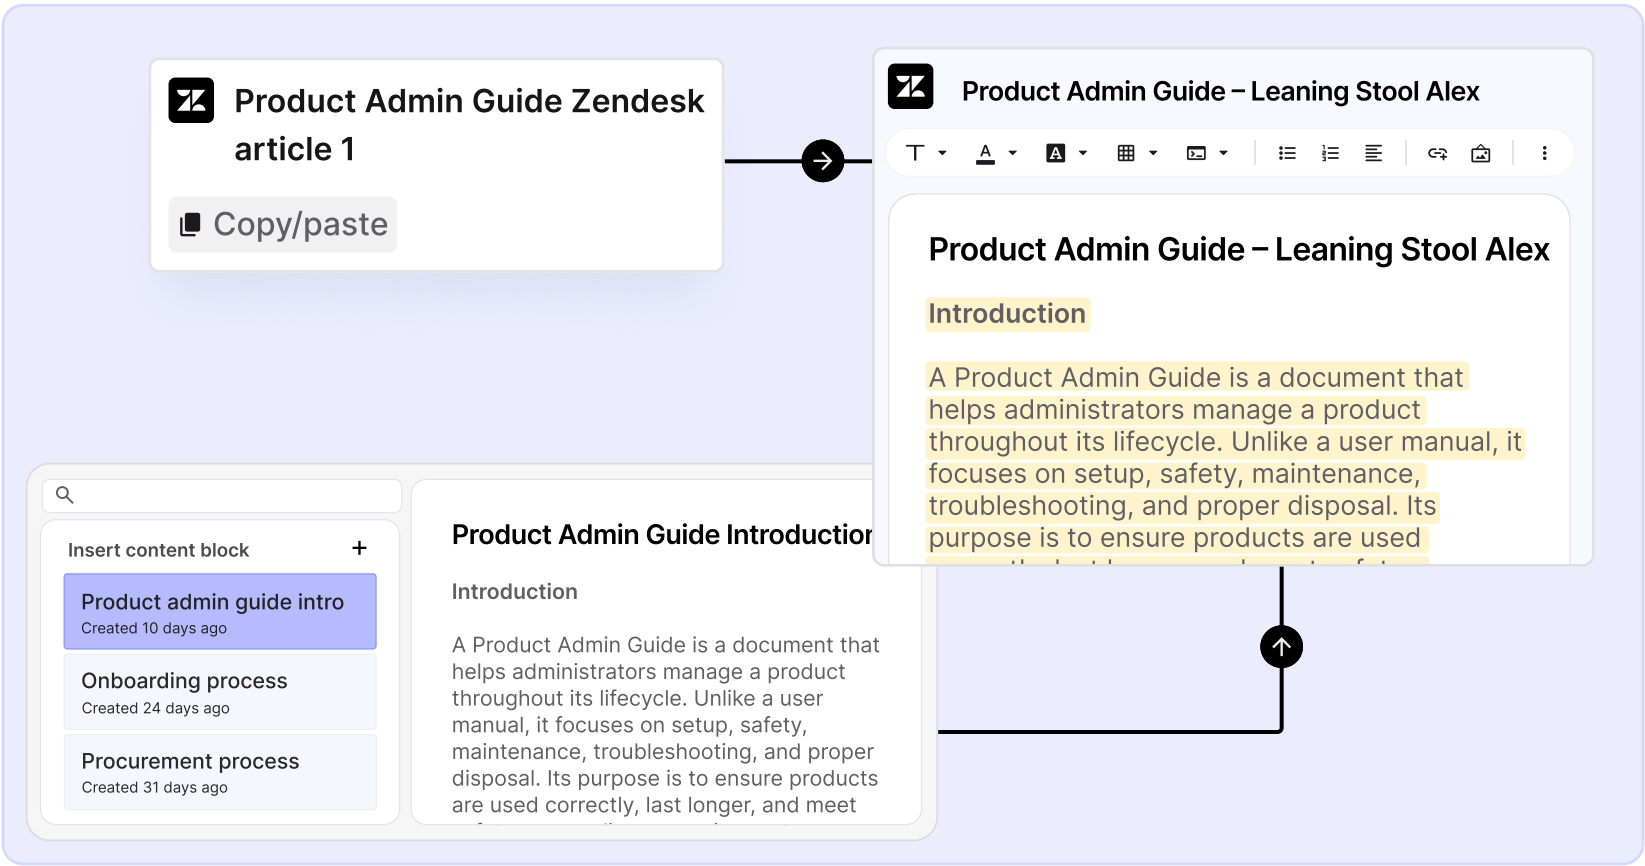 Product Admin Guide Zendesk
article 1
Copy/paste
Product Admin Guide – Leaning Stool Alex
Product Admin Guide – Leaning Stool Alex
Introduction
A Product Admin Guide is a document that
helps administrators manage a product
throughout its lifecycle. Unlike a user manual, it
focuses on setup, safety, maintenance,
troubleshooting, and proper disposal. Its
purpose is to ensure products are used
Insert content block
Product admin guide intro
Created 10 days ago
Onboarding process
Created 24 days ago
Procurement process
Created 31 days ago
Product Admin Guide Introduction
Introduction
A Product Admin Guide is a document that
helps administrators manage a product
throughout its lifecycle. Unlike a user
manual, it focuses on setup, safety,
maintenance, troubleshooting, and proper
disposal. Its purpose is to ensure products
are used correctly, last longer, and meet